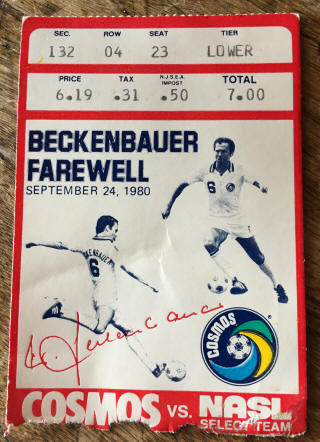 SEC. ROW SEAT TIER
132 04 23 LOWER
PRICE TAX N.J.S.E.A. IMPOST TOTAL
6.19 .31 .50 7.00
BECKENBAUER
FAREWELL
SEPTEMBER 24, 1980
6
BECKENBAUER
6
COSMOS
COSMOS VS. NASL
SELECT TEAM